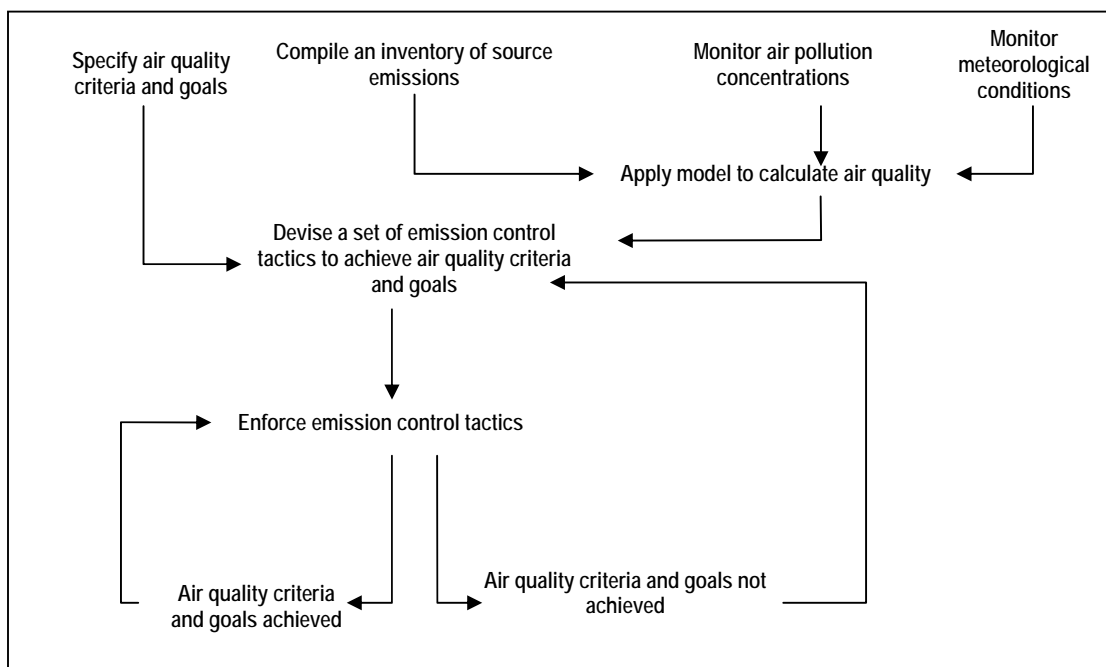 Specify air quality
criteria and goals
Compile an inventory of source
emissions
Monitor air pollution
concentrations
Monitor
meteorological
conditions
Apply model to calculate air quality
Devise a set of emission control
tactics to achieve air quality criteria
and goals
Enforce emission control tactics
Air quality criteria
and goals achieved
Air quality criteria and goals not
achieved